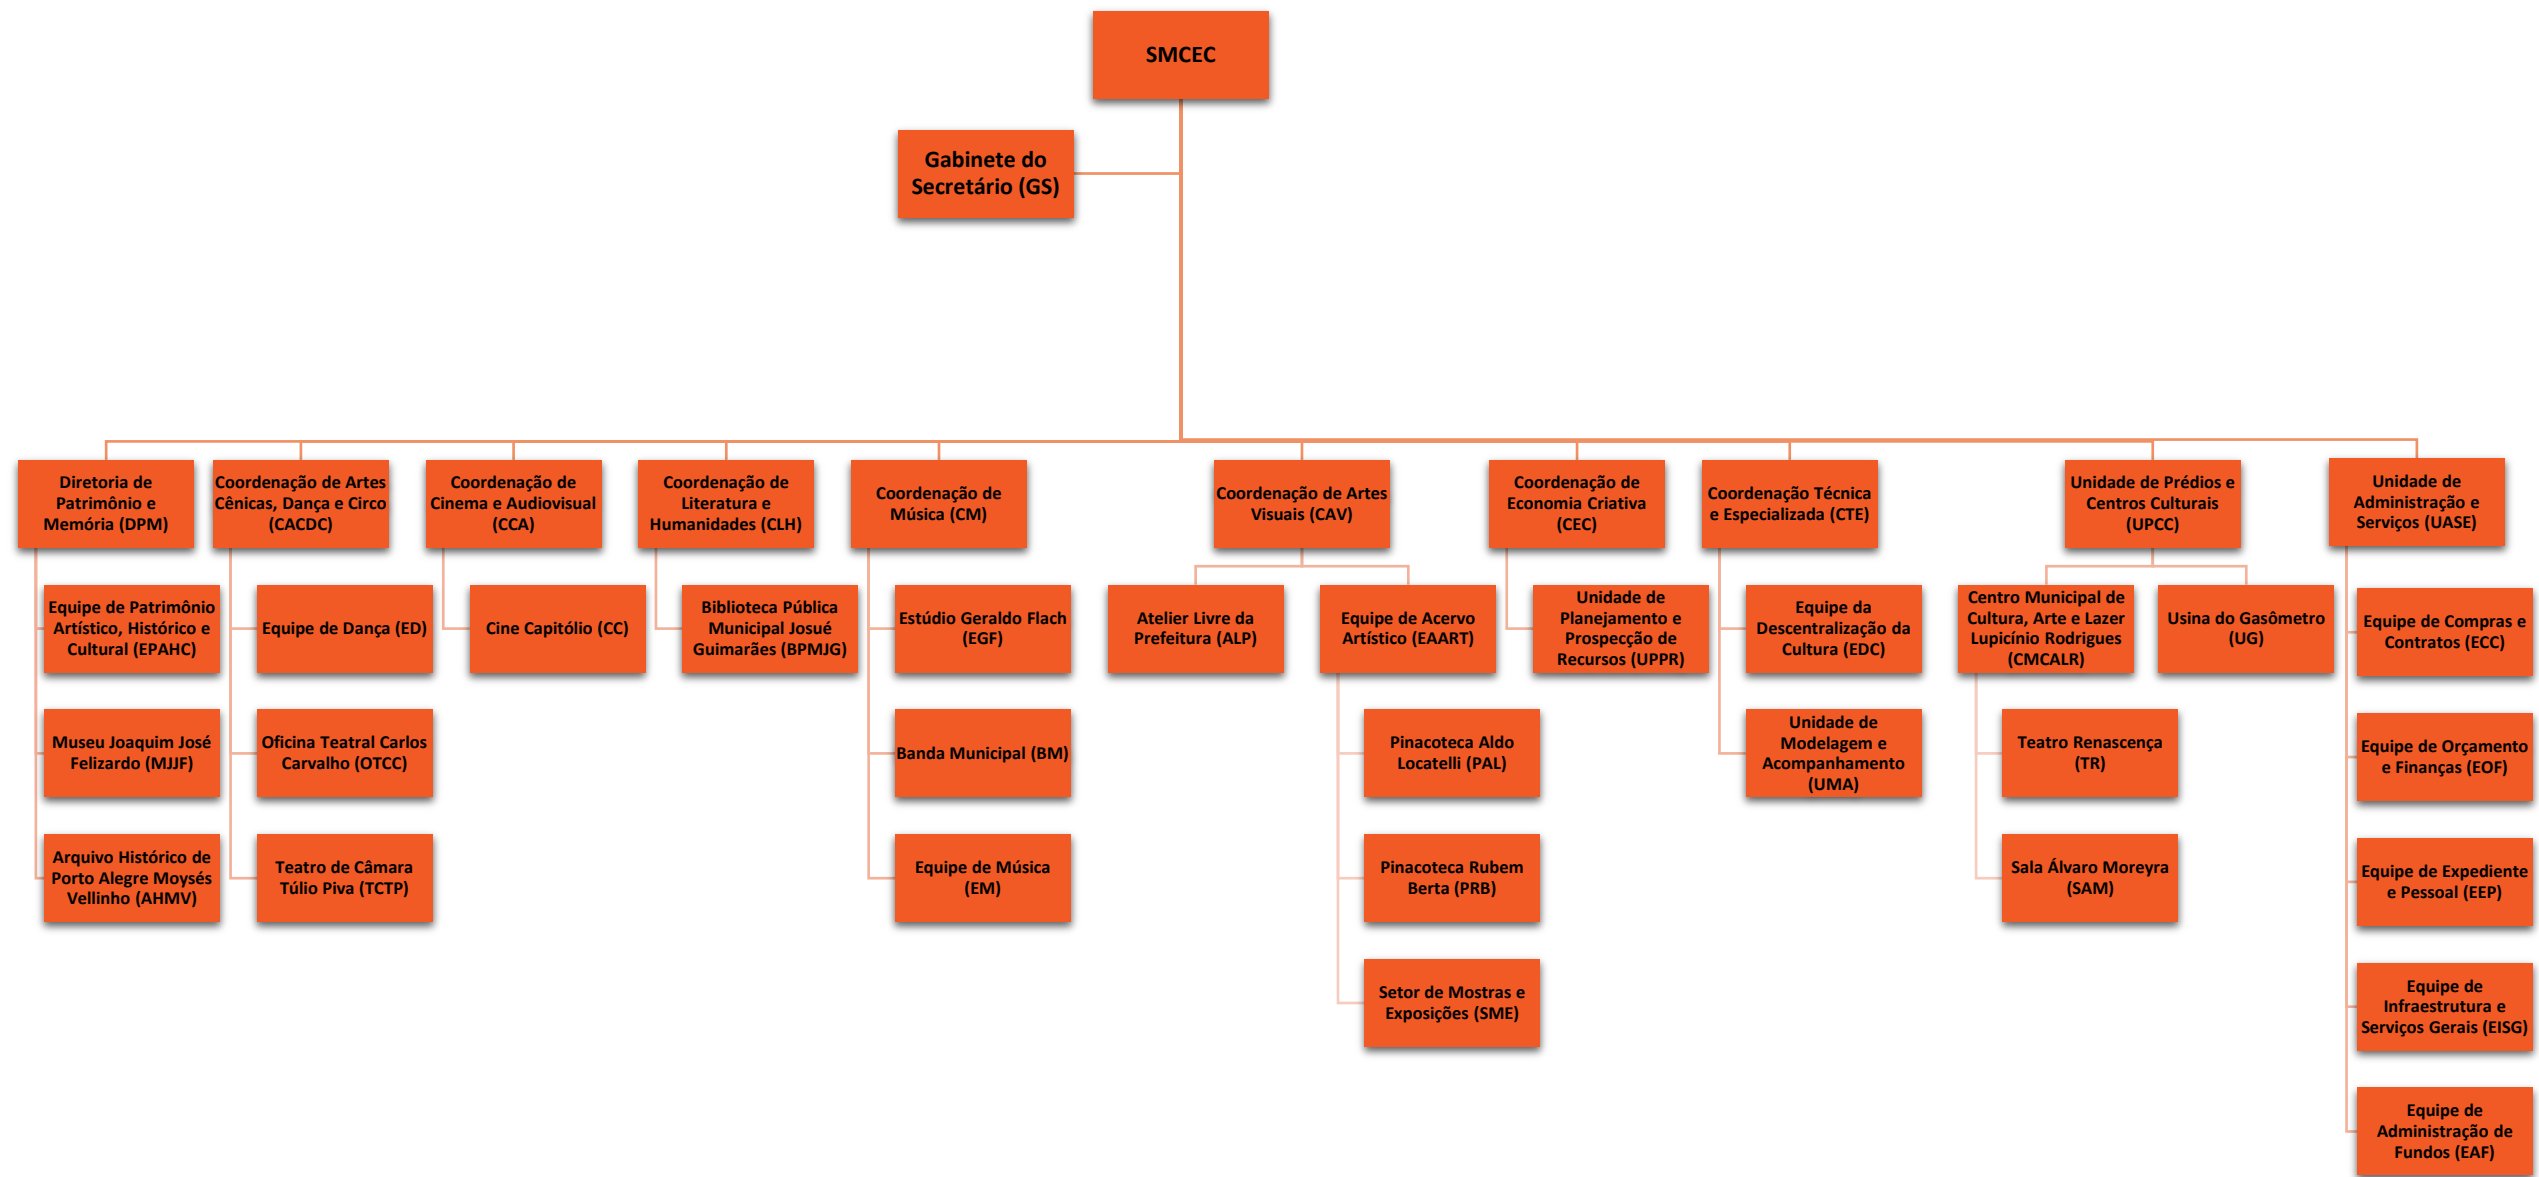 SMCEC
Gabinete do
Secretário (GS)
Diretoria de
Patrimônio e
Memória (DPM)
Coordenação de Artes
Cênicas, Dança e Circo
(CACDC)
Coordenação de
Cinema e Audiovisual
(CCA)
Coordenação de
Literatura e
Humanidades (CLH)
Coordenação de
Música (CM)
Coordenação de Artes
Visuais (CAV)
Coordenação de
Economia Criativa
(CEC)
Coordenação Técnica
e Especializada (CTE)
Unidade de Prédios e
Centros Culturais
(UPCC)
Unidade de
Administração e
Serviços (UASE)
Equipe de Patrimônio
Artístico, Histórico e
Cultural (EPAHC)
Equipe de Dança (ED)
Cine Capitólio (CC)
Biblioteca Pública
Municipal Josué
Guimarães (BPMJG)
Estúdio Geraldo Flach
(EGF)
Atelier Livre da
Prefeitura (ALP)
Equipe de Acervo
Artístico (EAART)
Unidade de
Planejamento e
Prospecção de
Recursos (UPPR)
Equipe da
Descentralização da
Cultura (EDC)
Centro Municipal de
Cultura, Arte e Lazer
Lupicínio Rodrigues
(CMCALR)
Usina do Gasômetro
(UG)
Equipe de Compras e
Contratos (ECC)
Museu Joaquim José
Felizardo (MJJF)
Oficina Teatral Carlos
Carvalho (OTCC)
Banda Municipal (BM)
Pinacoteca Aldo
Locatelli (PAL)
Unidade de
Modelagem e
Acompanhamento
(UMA)
Teatro Renascença
(TR)
Equipe de Orçamento
e Finanças (EOF)
Arquivo Histórico de
Porto Alegre Moysés
Vellinho (AHMV)
Teatro de Câmara
Túlio Piva (TCTP)
Equipe de Música
(EM)
Pinacoteca Rubem
Berta (PRB)
Sala Álvaro Moreyra
(SAM)
Equipe de Expediente
e Pessoal (EEP)
Setor de Mostras e
Exposições (SME)
Equipe de
Infraestrutura e
Serviços Gerais (EISG)
Equipe de
Administração de
Fundos (EAF)